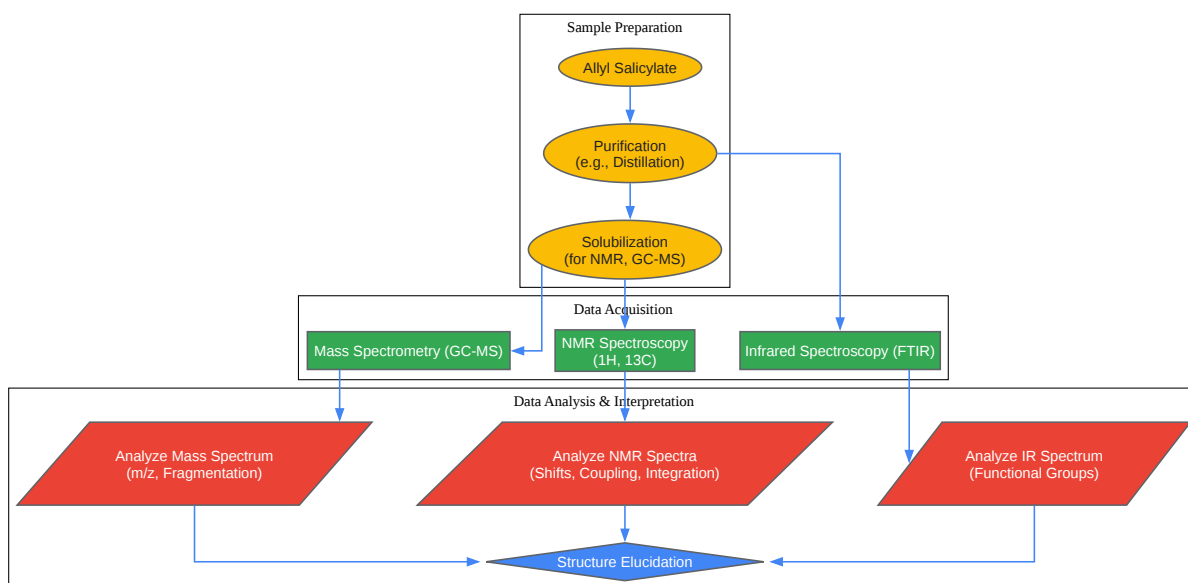 Sample Preparation
Allyl Salicylate
Purification
(e.g., Distillation)
Solubilization
(for NMR, GC-MS)
Data Acquisition
Mass Spectrometry (GC-MS)
NMR Spectroscopy
(1H, 13C)
Infrared Spectroscopy (FTIR)
Data Analysis & Interpretation
Analyze Mass Spectrum
(m/z, Fragmentation)
Analyze NMR Spectra
(Shifts, Coupling, Integration)
Analyze IR Spectrum
(Functional Groups)
Structure Elucidation